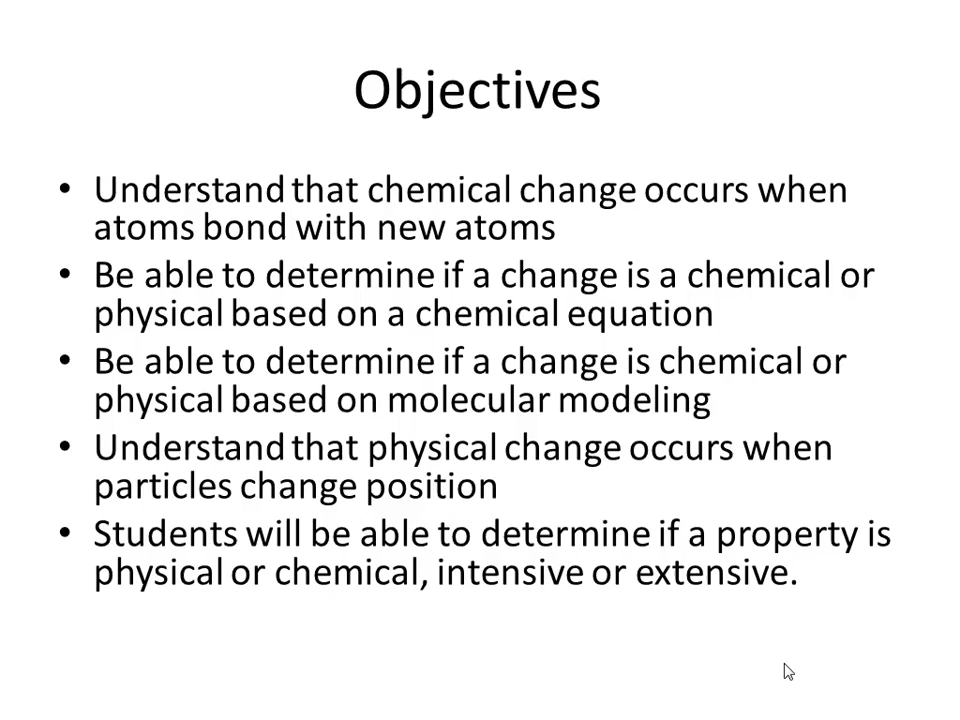 Objectives
• Understand that chemical change occurs when
atoms bond with new atoms
• Be able to determine if a change is a chemical or
physical based on a chemical equation
• Be able to determine if a change is chemical or
physical based on molecular modeling
• Understand that physical change occurs when
particles change position
• Students will be able to determine if a property is
physical or chemical, intensive or extensive.